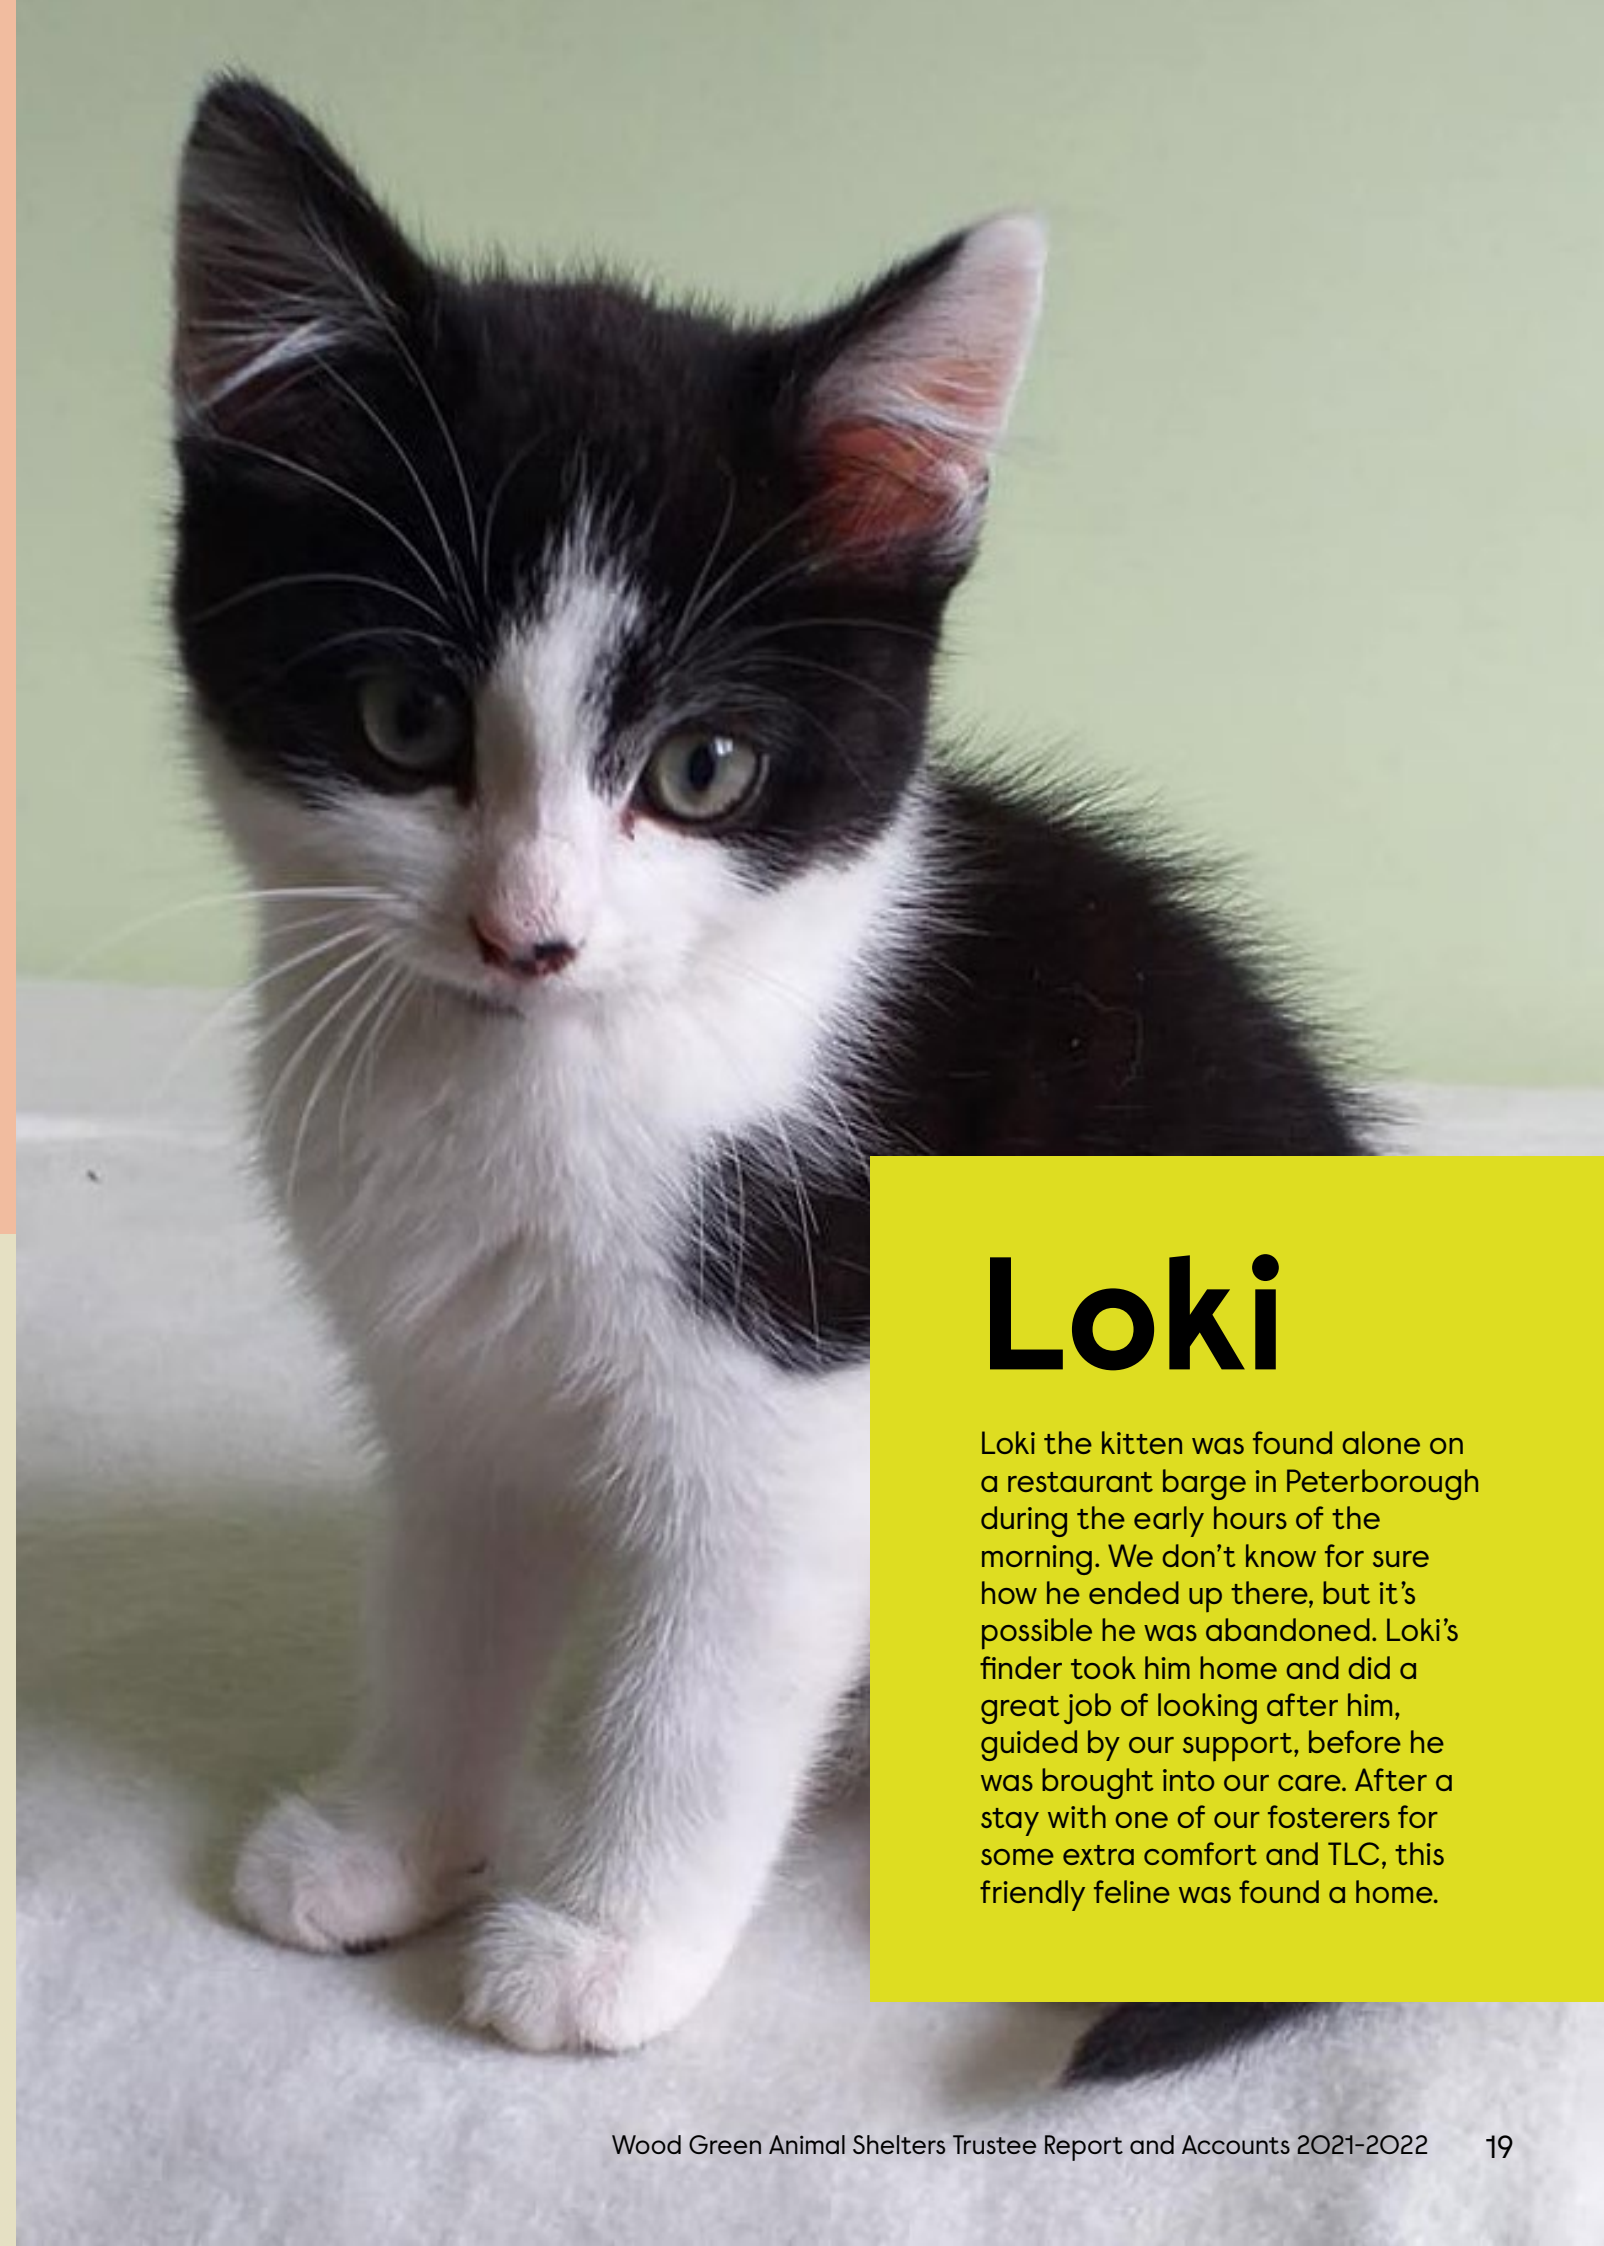 Loki
Loki the kitten was found alone on
a restaurant barge in Peterborough
during the early hours of the
morning. We don’t know for sure
how he ended up there, but it’s
possible he was abandoned. Loki’s
finder took him home and did a
great job of looking after him,
guided by our support, before he
was brought into our care. After a
stay with one of our fosterers for
some extra comfort and TLC, this
friendly feline was found a home.
Wood Green Animal Shelters Trustee Report and Accounts 2021-2022 19